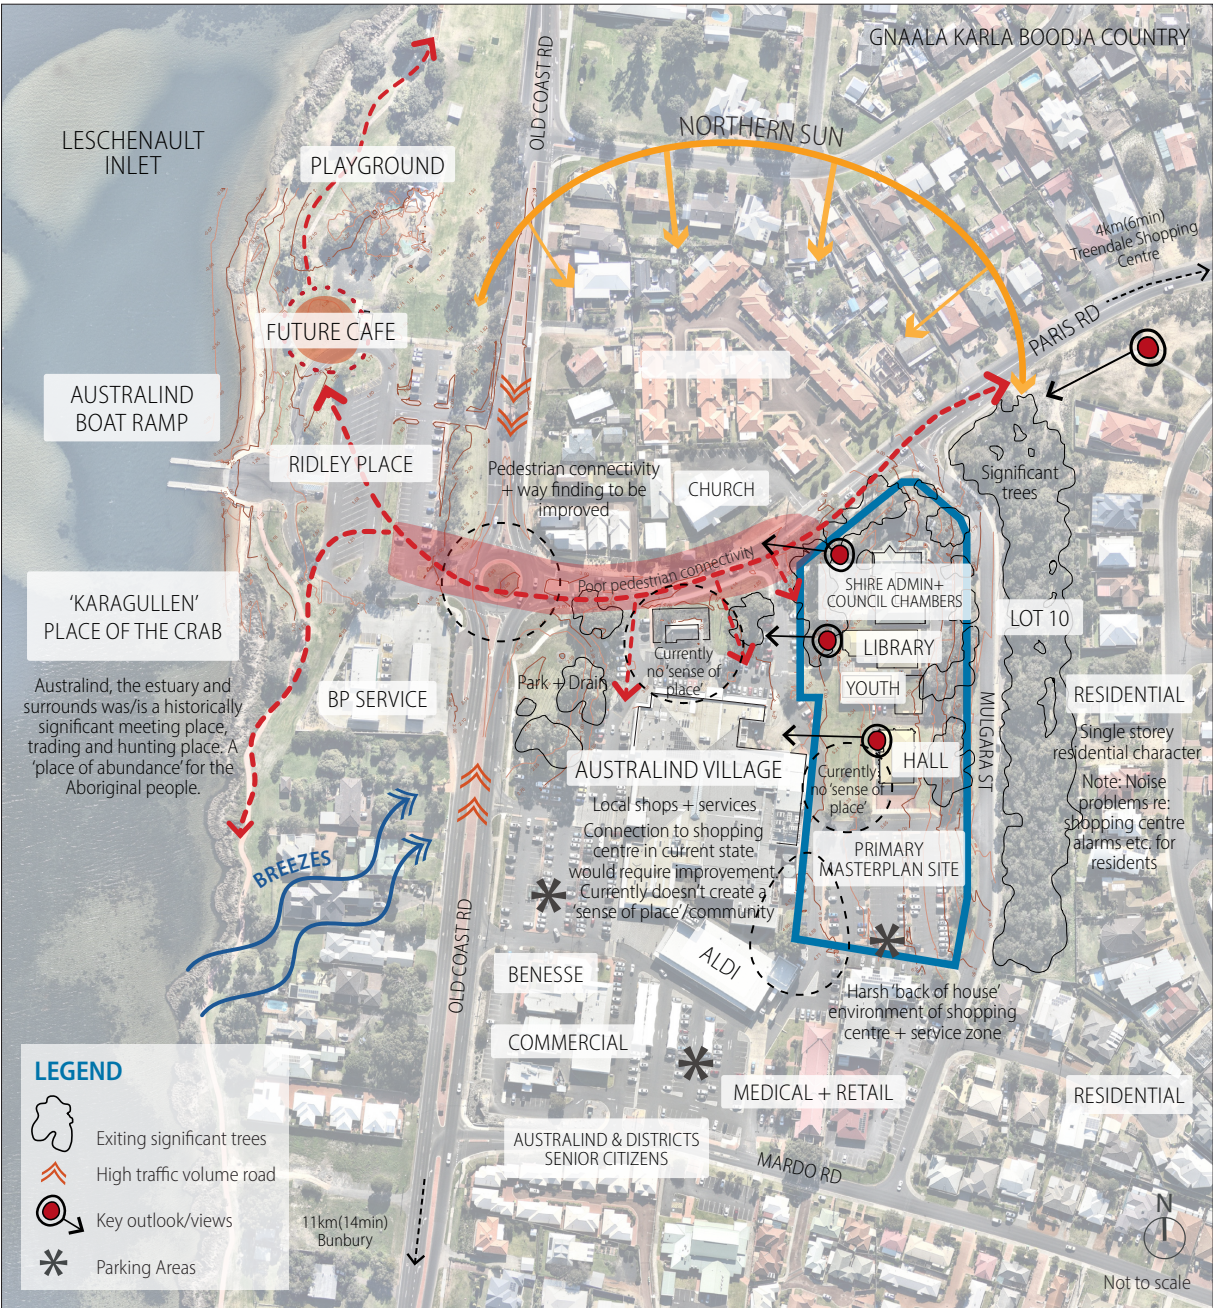 GNAALA KARLA BOODJA COUNTRY
OLD COAST RD
LESCHENAULT
INLET
PLAYGROUND
NORTHERN SUN
4km(6min)
Treendale Shopping
Centre
PARIS RD
FUTURE CAFE
AUSTRALIND
BOAT RAMP
RIDLEY PLACE
Pedestrian connectivity
+ way finding to be
improved
CHURCH
Significant
trees
Poor pedestrian connectivity
SHIRE ADMIN+
COUNCIL CHAMBERS
'KARAGULLEN'
PLACE OF THE CRAB
LOT 10
LIBRARY
Currently
no 'sense of
place'
Park + Drain
YOUTH
Australind, the estuary and
surrounds was/is a historically
significant meeting place,
trading and hunting place. A
'place of abundance' for the
Aboriginal people.
BP SERVICE
MULGARA ST
RESIDENTIAL
Single storey
residential character
Note: Noise
problems re:
shopping centre
alarms etc. for
residents
AUSTRALIND VILLAGE
HALL
Currently
no 'sense of
place'
Local shops + services
Connection to shopping
centre in current state
would require improvement.
Currently doesn't create a
'sense of place'/community
PRIMARY
MASTERPLAN SITE
BREEZES
OLD COAST RD
ALDI
BENESSE
Harsh 'back of house'
environment of shopping
centre + service zone
COMMERCIAL
MEDICAL + RETAIL
RESIDENTIAL
AUSTRALIND & DISTRICTS
SENIOR CITIZENS
MARDO RD
LEGEND
Exiting significant trees
High traffic volume road
Key outlook/views
Parking Areas
11km(14min)
Bunbury
N
Not to scale